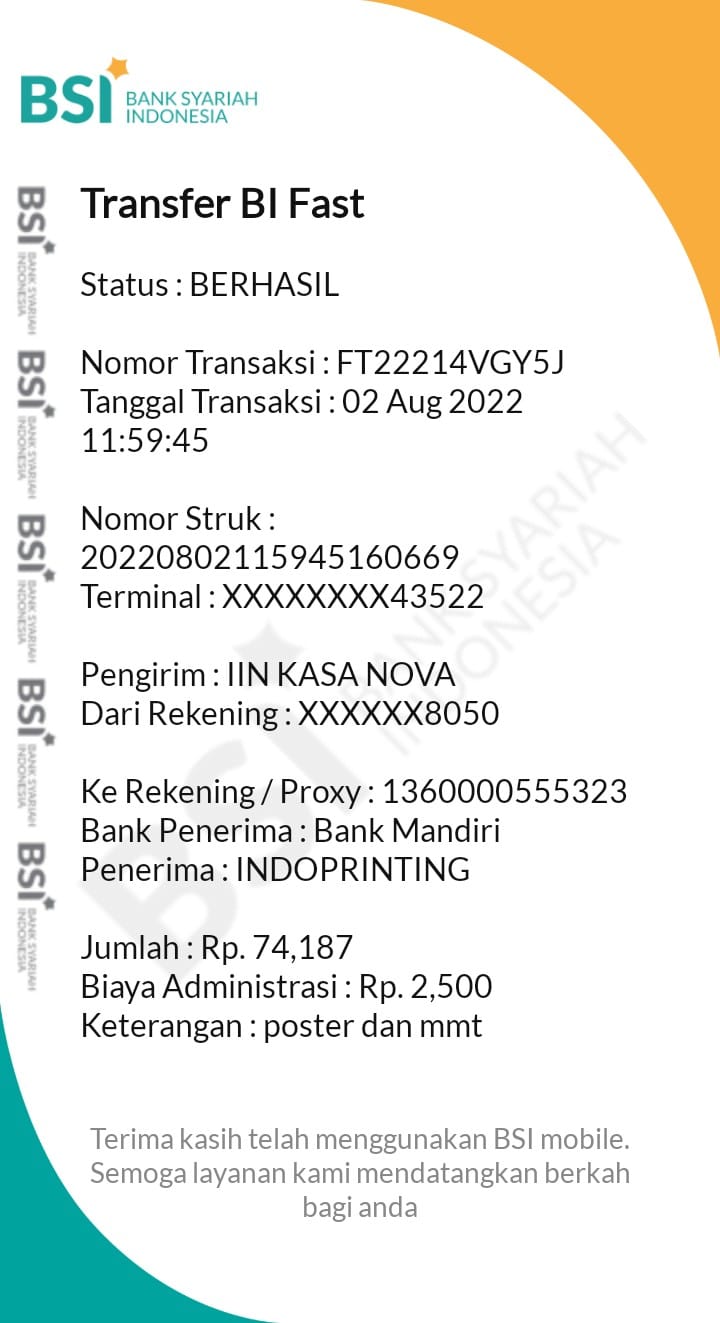 BSI BANK SYARIAH
INDONESIA
Transfer BI Fast
Status : BERHASIL
Nomor Transaksi : FT22214VGY5J
Tanggal Transaksi : 02 Aug 2022
11:59:45
Nomor Struk :
20220802115945160669
Terminal : XXXXXXXX43522
Pengirim : IIN KASA NOVA
Dari Rekening : XXXXXX8050
Ke Rekening / Proxy : 1360000555323
Bank Penerima : Bank Mandiri
Penerima : INDOPRINTING
Jumlah : Rp. 74,187
Biaya Administrasi : Rp. 2,500
Keterangan : poster dan mmt
Terima kasih telah menggunakan BSI mobile.
Semoga layanan kami mendatangkan berkah
bagi anda
BSI BANK SYARIAH
INDONESIA
BSI BANK SYARIAH
INDONESIA
BSI BANK SYARIAH
INDONESIA
BSI BANK SYARIAH
INDONESIA
BSI BANK SYARIAH
INDONESIA
BSI BANK SYARIAH
INDONESIA